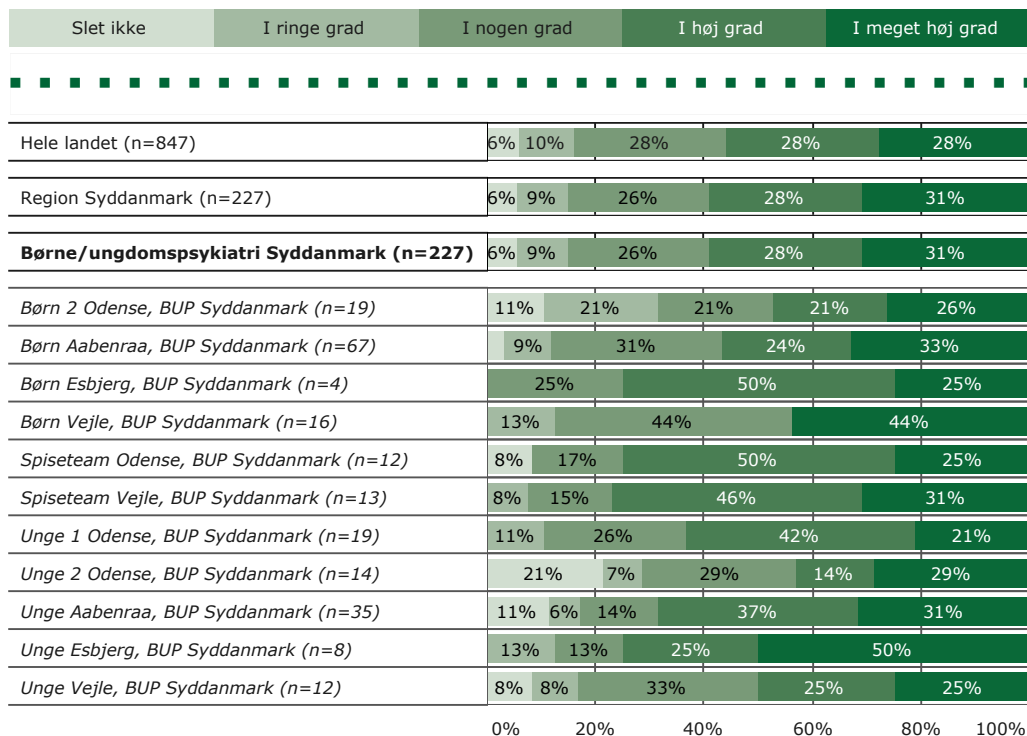 Slet ikke I ringe grad I nogen grad I høj grad I meget høj grad
Hele landet (n=847) 6% 10% 28% 28% 28%
Region Syddanmark (n=227) 6% 9% 26% 28% 31%
Børne/ungdomspsykiatri Syddanmark (n=227) 6% 9% 26% 28% 31%
Børn 2 Odense, BUP Syddanmark (n=19) 11% 21% 21% 21% 26%
Børn Aabenraa, BUP Syddanmark (n=67) 9% 31% 24% 33%
Børn Esbjerg, BUP Syddanmark (n=4) 25% 50% 25%
Børn Vejle, BUP Syddanmark (n=16) 13% 44% 44%
Spiseteam Odense, BUP Syddanmark (n=12) 8% 17% 50% 25%
Spiseteam Vejle, BUP Syddanmark (n=13) 8% 15% 46% 31%
Unge 1 Odense, BUP Syddanmark (n=19) 11% 26% 42% 21%
Unge 2 Odense, BUP Syddanmark (n=14) 21% 7% 29% 14% 29%
Unge Aabenraa, BUP Syddanmark (n=35) 11% 6% 14% 37% 31%
Unge Esbjerg, BUP Syddanmark (n=8) 13% 13% 25% 50%
Unge Vejle, BUP Syddanmark (n=12) 8% 8% 33% 25% 25%
0% 20% 40% 60% 80% 100%